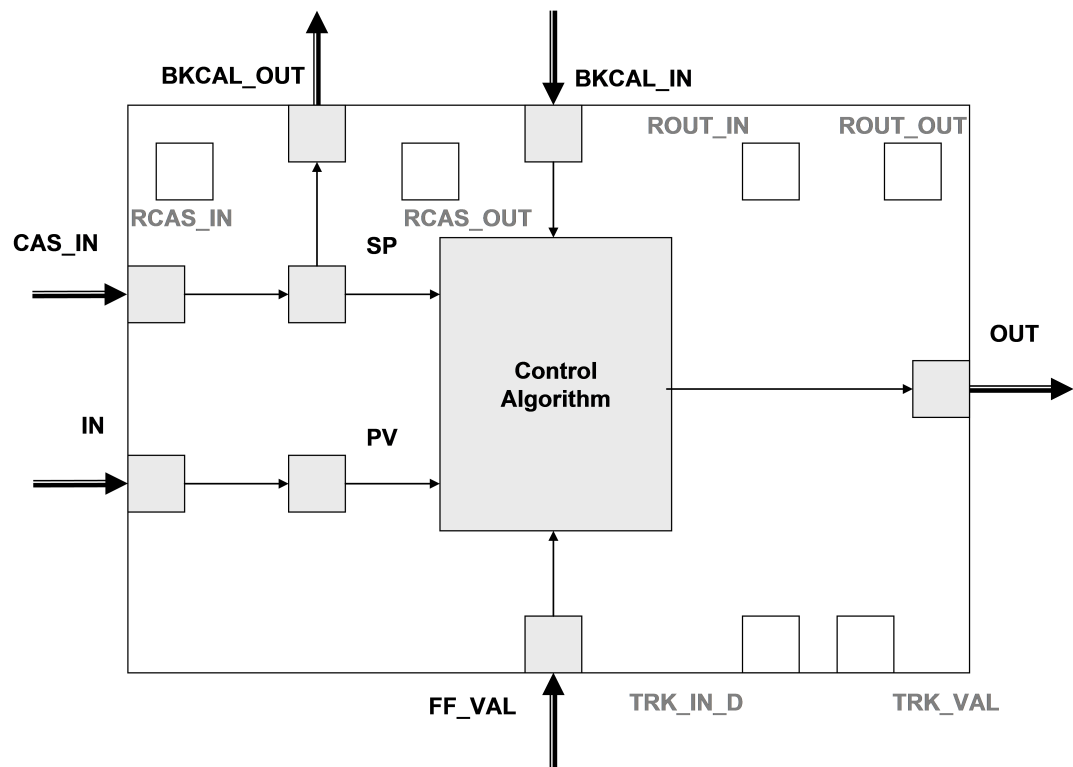 BKCAL_OUT
BKCAL_IN
ROUT_IN
ROUT_OUT
RCAS_IN
RCAS_OUT
CAS_IN
SP
OUT
Control
Algorithm
IN
PV
FF_VAL
TRK_IN_D
TRK_VAL